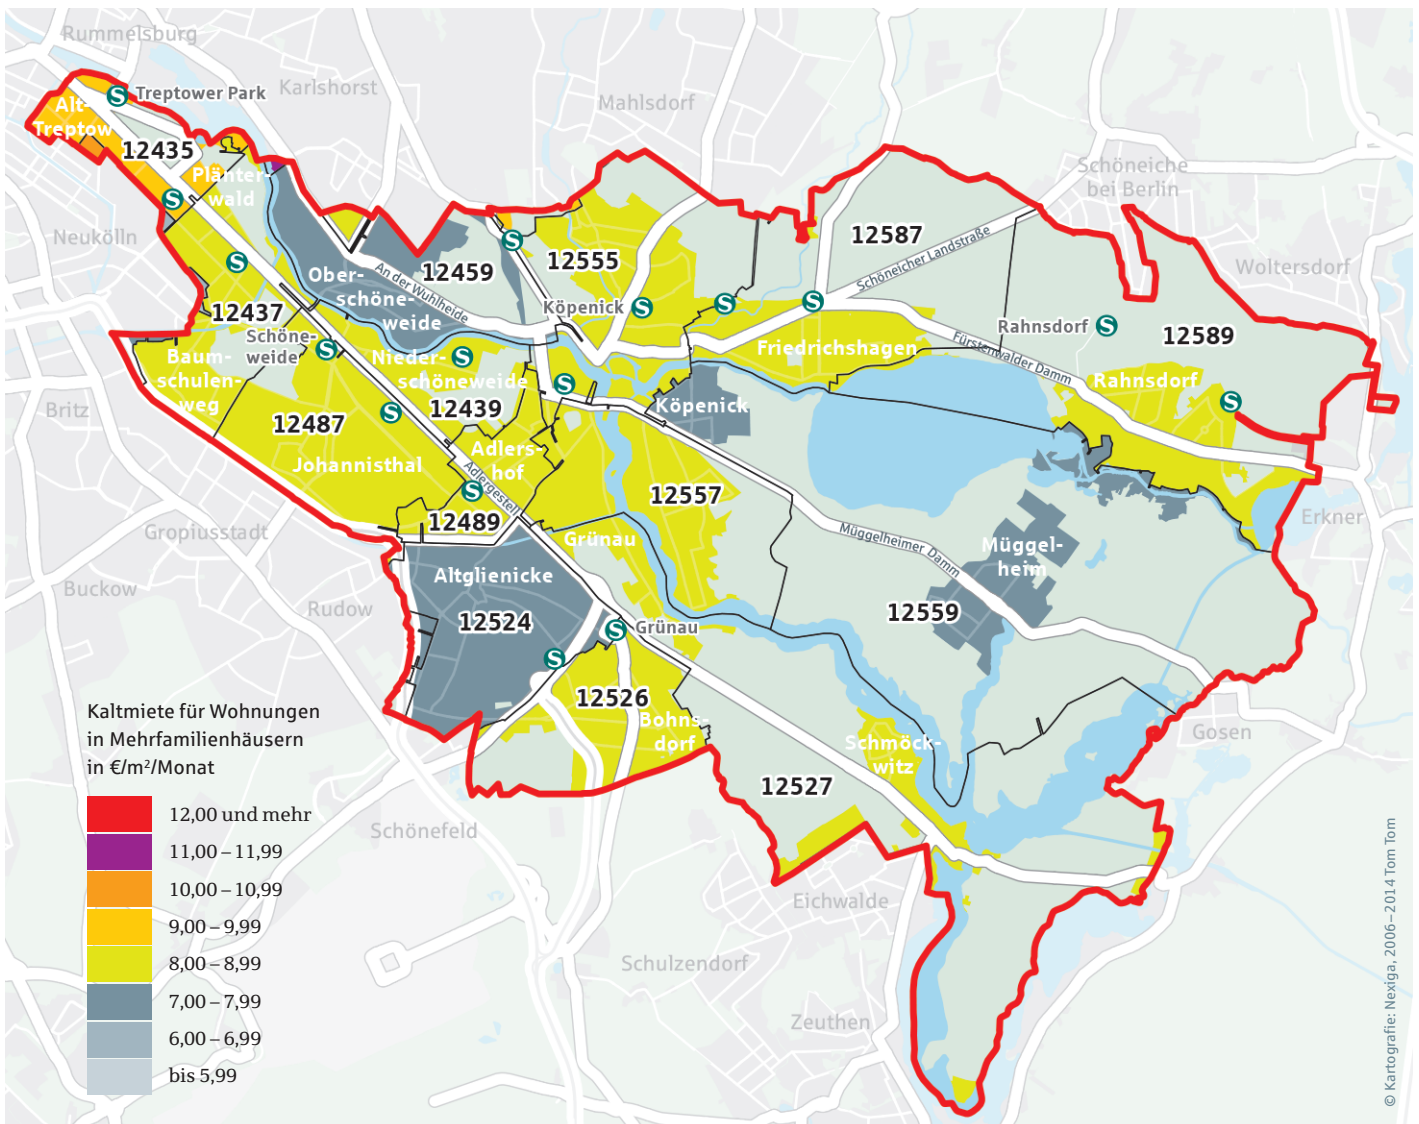 Rummelsburg
Karlshorst
Mahlsdorf
S Treptower Park
Alt-
Treptow
12435
Plänter-
wald
S
Schöneiche
bei Berlin
Neukölln
S
12587
Schöneicher Landstraße
Woltersdorf
S
12555
12459
An der Wuhlheide
Ober-
schöne-
weide
Köpenick S
S
S
12437
Schöne-
weide S
Rahnsdorf S
12589
Baum-
schulen-
weg
Nieder- S
schöneweide
Friedrichshagen
Fürstenwalder Damm
Rahnsdorf
S
S
Britz
12487
S
12439
Köpenick
Johannisthal
Adlers-
hof
Adlergestell
S
12557
12489
Gropiusstadt
Grünau
Müggelheimer Damm
Müggel-
heim
Erkner
Buckow
Rudow
Altglienicke
12524
12559
S Grünau
S
12526
Bohns-
dorf
Schmöck-
witz
Gosen
12527
Schönefeld
Eichwalde
Schulzendorf
Zeuthen
Kaltmiete für Wohnungen
in Mehrfamilienhäusern
in €/m²/Monat
12,00 und mehr
11,00 – 11,99
10,00 – 10,99
9,00 – 9,99
8,00 – 8,99
7,00 – 7,99
6,00 – 6,99
bis 5,99
© Kartografie: Nexiga, 2006 – 2014 Tom Tom